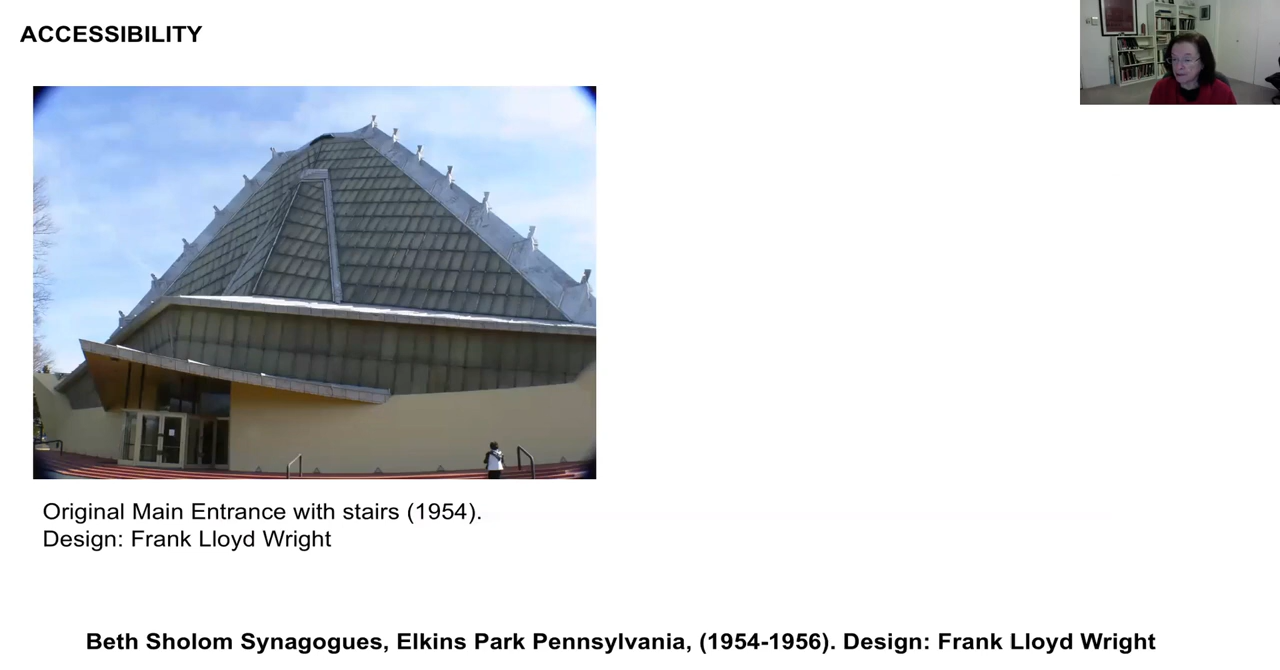 ACCESSIBILITY
Original Main Entrance with stairs (1954).
Design: Frank Lloyd Wright
Beth Sholom Synagogues, Elkins Park Pennsylvania, (1954-1956). Design: Frank Lloyd Wright